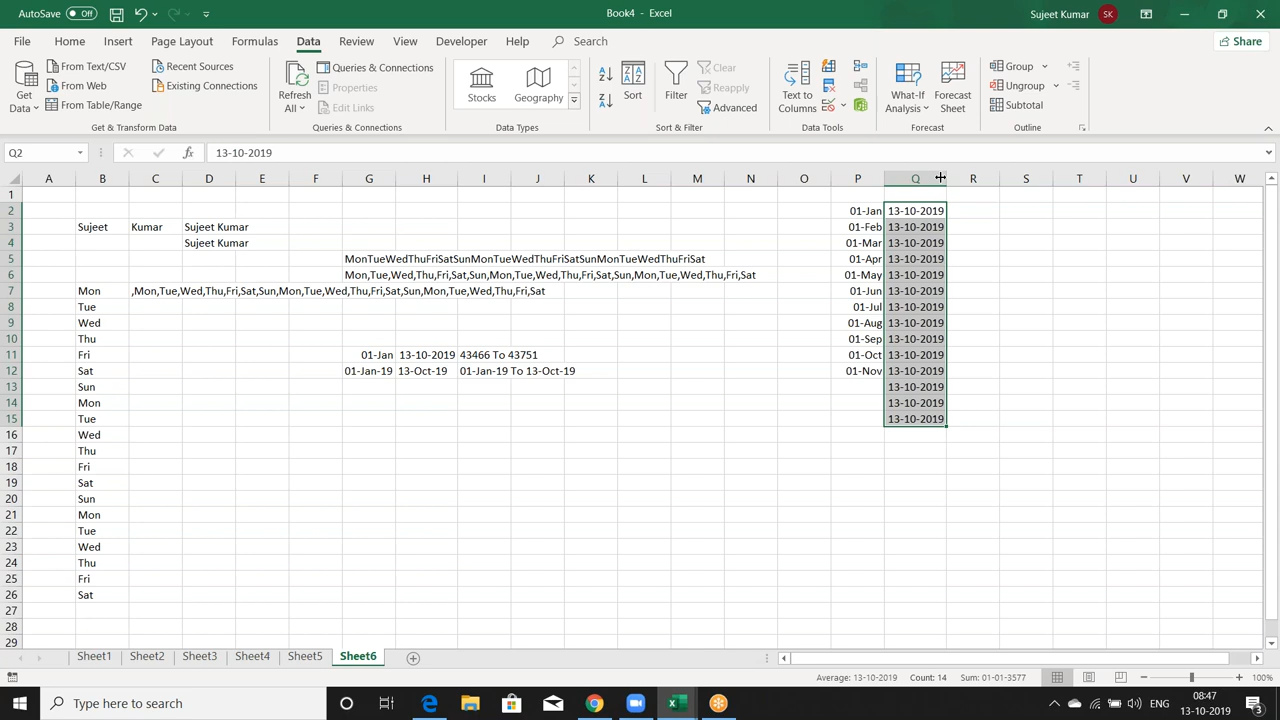 AutoSave Off
Book4 - Excel
Sujeet Kumar SK
File Home Insert Page Layout Formulas Data Review View Developer Help Search Share
Get Data
From Text/CSV
From Web
From Table/Range
Recent Sources
Existing Connections
Get & Transform Data
Refresh All
Queries & Connections
Properties
Edit Links
Queries & Connections
Stocks Geography
Data Types
Sort
Filter
Clear
Reapply
Advanced
Sort & Filter
Text to Columns
Data Tools
What-If Analysis
Forecast Sheet
Forecast
Group
Ungroup
Subtotal
Outline
Q2 fx 13-10-2019
A B C D E F G H I J K L M N O P Q R S T U V W
1
2 01-Jan 13-10-2019
3 Sujeet Kumar Sujeet Kumar 01-Feb 13-10-2019
4 Sujeet Kumar 01-Mar 13-10-2019
5 MonTueWedThuFriSatSunMonTueWedThuFriSatSunMonTueWedThuFriSat 01-Apr 13-10-2019
6 Mon,Tue,Wed,Thu,Fri,Sat,Sun,Mon,Tue,Wed,Thu,Fri,Sat,Sun,Mon,Tue,Wed,Thu,Fri,Sat 01-May 13-10-2019
7 Mon ,Mon,Tue,Wed,Thu,Fri,Sat,Sun,Mon,Tue,Wed,Thu,Fri,Sat,Sun,Mon,Tue,Wed,Thu,Fri,Sat 01-Jun 13-10-2019
8 Tue 01-Jul 13-10-2019
9 Wed 01-Aug 13-10-2019
10 Thu 01-Sep 13-10-2019
11 Fri 01-Jan 13-10-2019 43466 To 43751 01-Oct 13-10-2019
12 Sat 01-Jan-19 13-Oct-19 01-Jan-19 To 13-Oct-19 01-Nov 13-10-2019
13 Sun 13-10-2019
14 Mon 13-10-2019
15 Tue 13-10-2019
16 Wed
17 Thu
18 Fri
19 Sat
20 Sun
21 Mon
22 Tue
23 Wed
24 Thu
25 Fri
26 Sat
27
28
29
Sheet1 Sheet2 Sheet3 Sheet4 Sheet5 Sheet6
Average: 13-10-2019 Count: 14 Sum: 01-01-3577 100%
Type here to search
ENG
08:47
13-10-2019